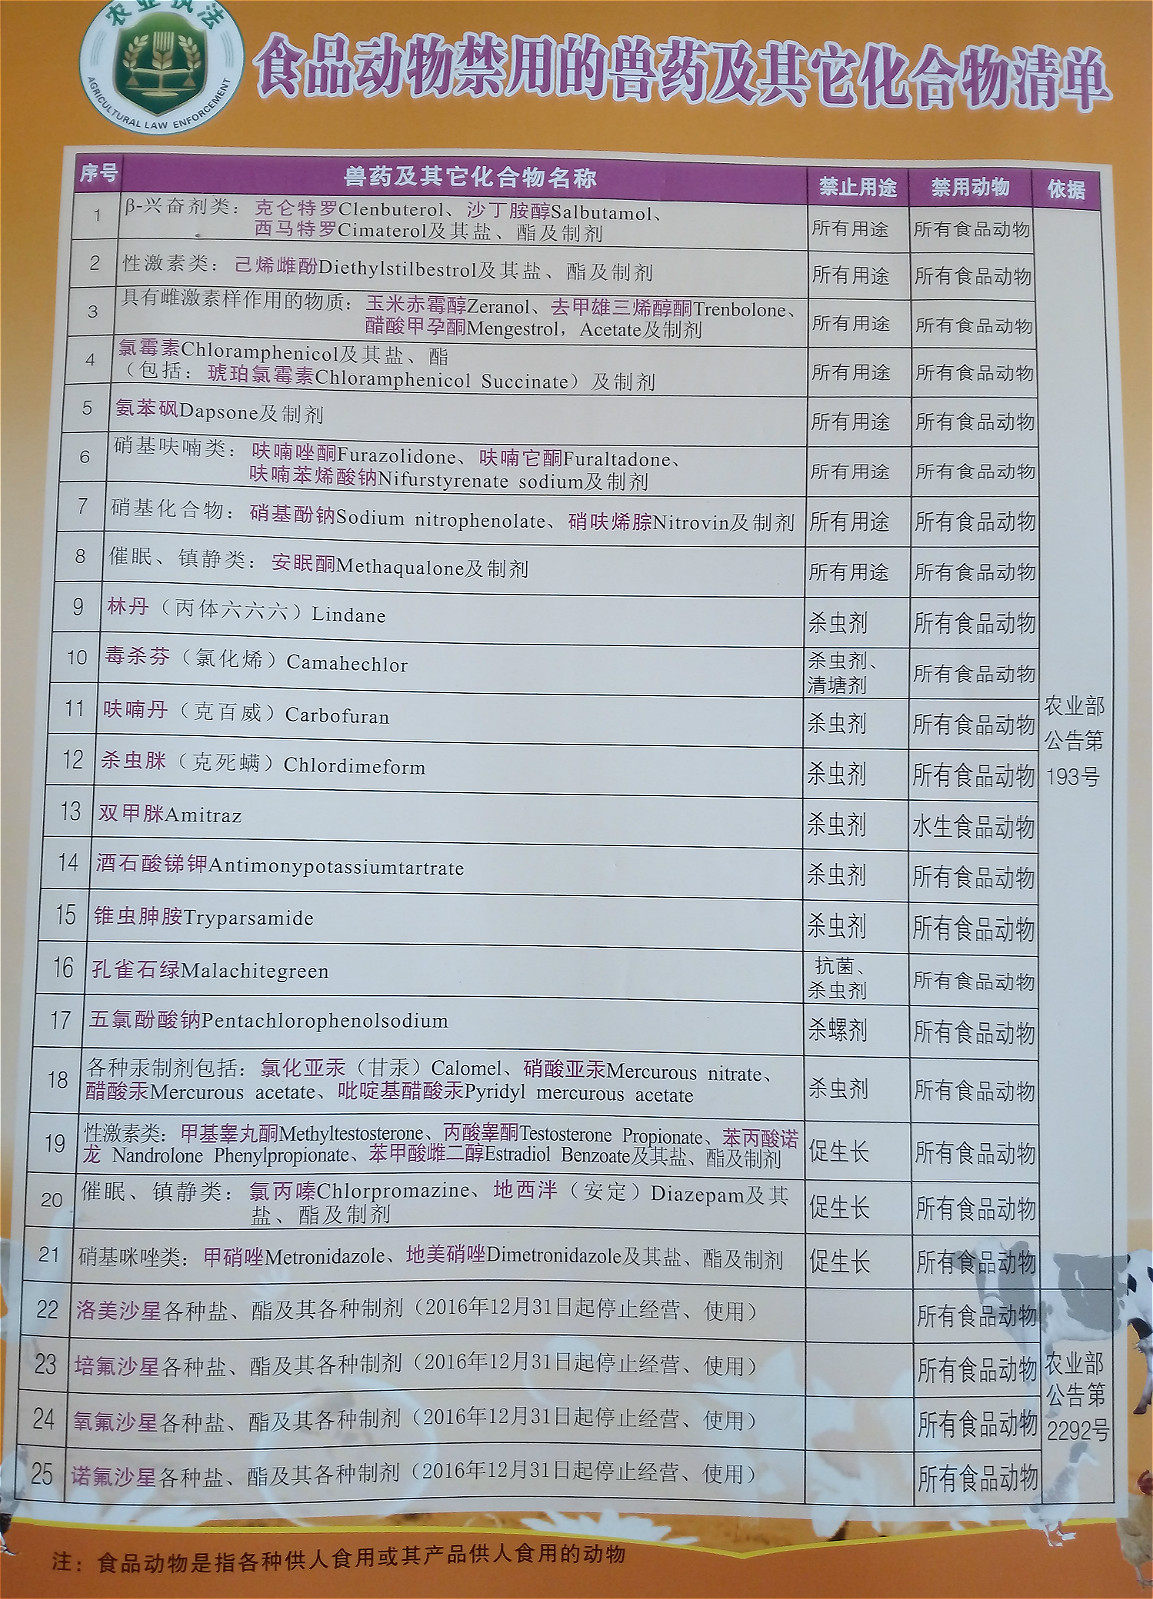 农业执法
AGRICULTURAL LAW ENFORCEMENT
食品动物禁用的兽药及其它化合物清单
序号 兽药及其它化合物名称 禁止用途 禁用动物 依据
1 β-兴奋剂类：克仑特罗Clenbuterol、沙丁胺醇Salbutamol、
西马特罗Cimaterol及其盐、酯及制剂 所有用途 所有食品动物
2 性激素类：己烯雌酚Diethylstilbestrol及其盐、酯及制剂 所有用途 所有食品动物
3 具有雌激素样作用的物质：玉米赤霉醇Zeranol、去甲雄三烯醇酮Trenbolone、
醋酸甲孕酮Mengestrol，Acetate及制剂 所有用途 所有食品动物
4 氯霉素Chloramphenicol及其盐、酯
（包括：琥珀氯霉素Chloramphenicol Succinate）及制剂 所有用途 所有食品动物
5 氨苯砜Dapsone及制剂 所有用途 所有食品动物
6 硝基呋喃类：呋喃唑酮Furazolidone、呋喃它酮Furaltadone、
呋喃苯烯酸钠Nifurstyrenate sodium及制剂 所有用途 所有食品动物
7 硝基化合物：硝基酚钠Sodium nitrophenolate、硝呋烯腙Nitrovin及制剂 所有用途 所有食品动物
8 催眠、镇静类：安眠酮Methaqualone及制剂 所有用途 所有食品动物
9 林丹（丙体六六六）Lindane 杀虫剂 所有食品动物
10 毒杀芬（氯化烯）Camahechlor 杀虫剂、
清塘剂 所有食品动物
11 呋喃丹（克百威）Carbofuran 杀虫剂 所有食品动物
农业部
公告第
193号
12 杀虫脒（克死螨）Chlordimeform 杀虫剂 所有食品动物
13 双甲脒Amitraz 杀虫剂 水生食品动物
14 酒石酸锑钾Antimonypotassiumtartrate 杀虫剂 所有食品动物
15 锥虫胂胺Tryparsamide 杀虫剂 所有食品动物
16 孔雀石绿Malachitegreen 抗菌、
杀虫剂 所有食品动物
17 五氯酚酸钠Pentachlorophenolsodium 杀螺剂 所有食品动物
18 各种汞制剂包括：氯化亚汞（甘汞）Calomel、硝酸亚汞Mercurous nitrate、
醋酸汞Mercurous acetate、吡啶基醋酸汞Pyridyl mercurous acetate 杀虫剂 所有食品动物
19 性激素类：甲基睾丸酮Methyltestosterone、丙酸睾酮Testosterone Propionate、苯丙酸诺
龙 Nandrolone Phenylpropionate、苯甲酸雌二醇Estradiol Benzoate及其盐、酯及制剂 促生长 所有食品动物
20 催眠、镇静类：氯丙嗪Chlorpromazine、地西泮（安定）Diazepam及其
盐、酯及制剂 促生长 所有食品动物
21 硝基咪唑类：甲硝唑Metronidazole、地美硝唑Dimetronidazole及其盐、酯及制剂 促生长 所有食品动物
22 洛美沙星各种盐、酯及其各种制剂（2016年12月31日起停止经营、使用） 所有食品动物
23 培氟沙星各种盐、酯及其各种制剂（2016年12月31日起停止经营、使用） 所有食品动物
农业部
公告第
2292号
24 氧氟沙星各种盐、酯及其各种制剂（2016年12月31日起停止经营、使用） 所有食品动物
25 诺氟沙星各种盐、酯及其各种制剂（2016年12月31日起停止经营、使用） 所有食品动物
注：食品动物是指各种供人食用或其产品供人食用的动物